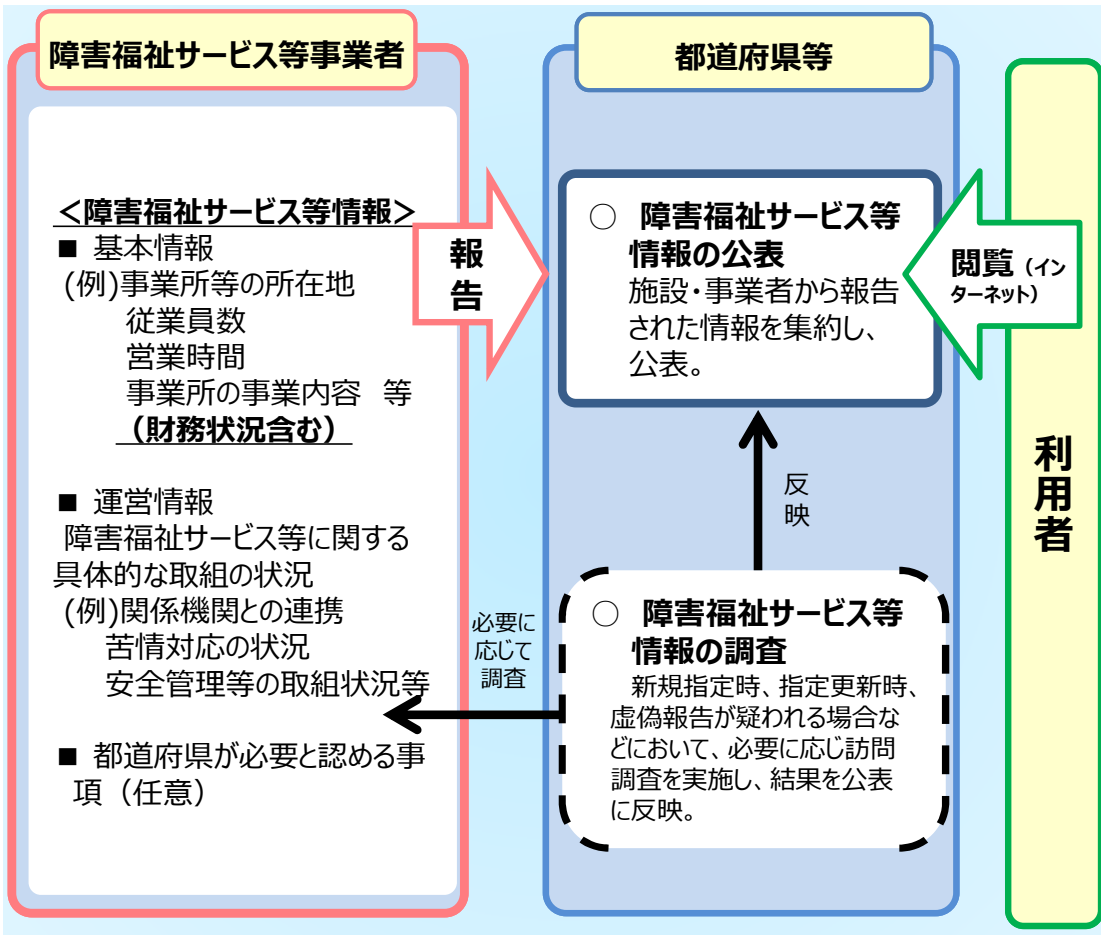 障害福祉サービス等事業者
<障害福祉サービス等情報>
■ 基本情報
(例)事業所等の所在地
従業員数
営業時間
事業所の事業内容 等
(財務状況含む)
■ 運営情報
障害福祉サービス等に関する
具体的な取組の状況
(例)関係機関との連携
苦情対応の状況
安全管理等の取組状況等
■ 都道府県が必要と認める事
項(任意)
報
告
必要に
応じて
調査
都道府県等
○ 障害福祉サービス等
情報の公表
施設・事業者から報告
された情報を集約し、
公表。
反
映
○ 障害福祉サービス等
情報の調査
新規指定時、指定更新時、
虚偽報告が疑われる場合な
どにおいて、必要に応じ訪問
調査を実施し、結果を公表
に反映。
閲覧(イン
ターネット)
利
用
者